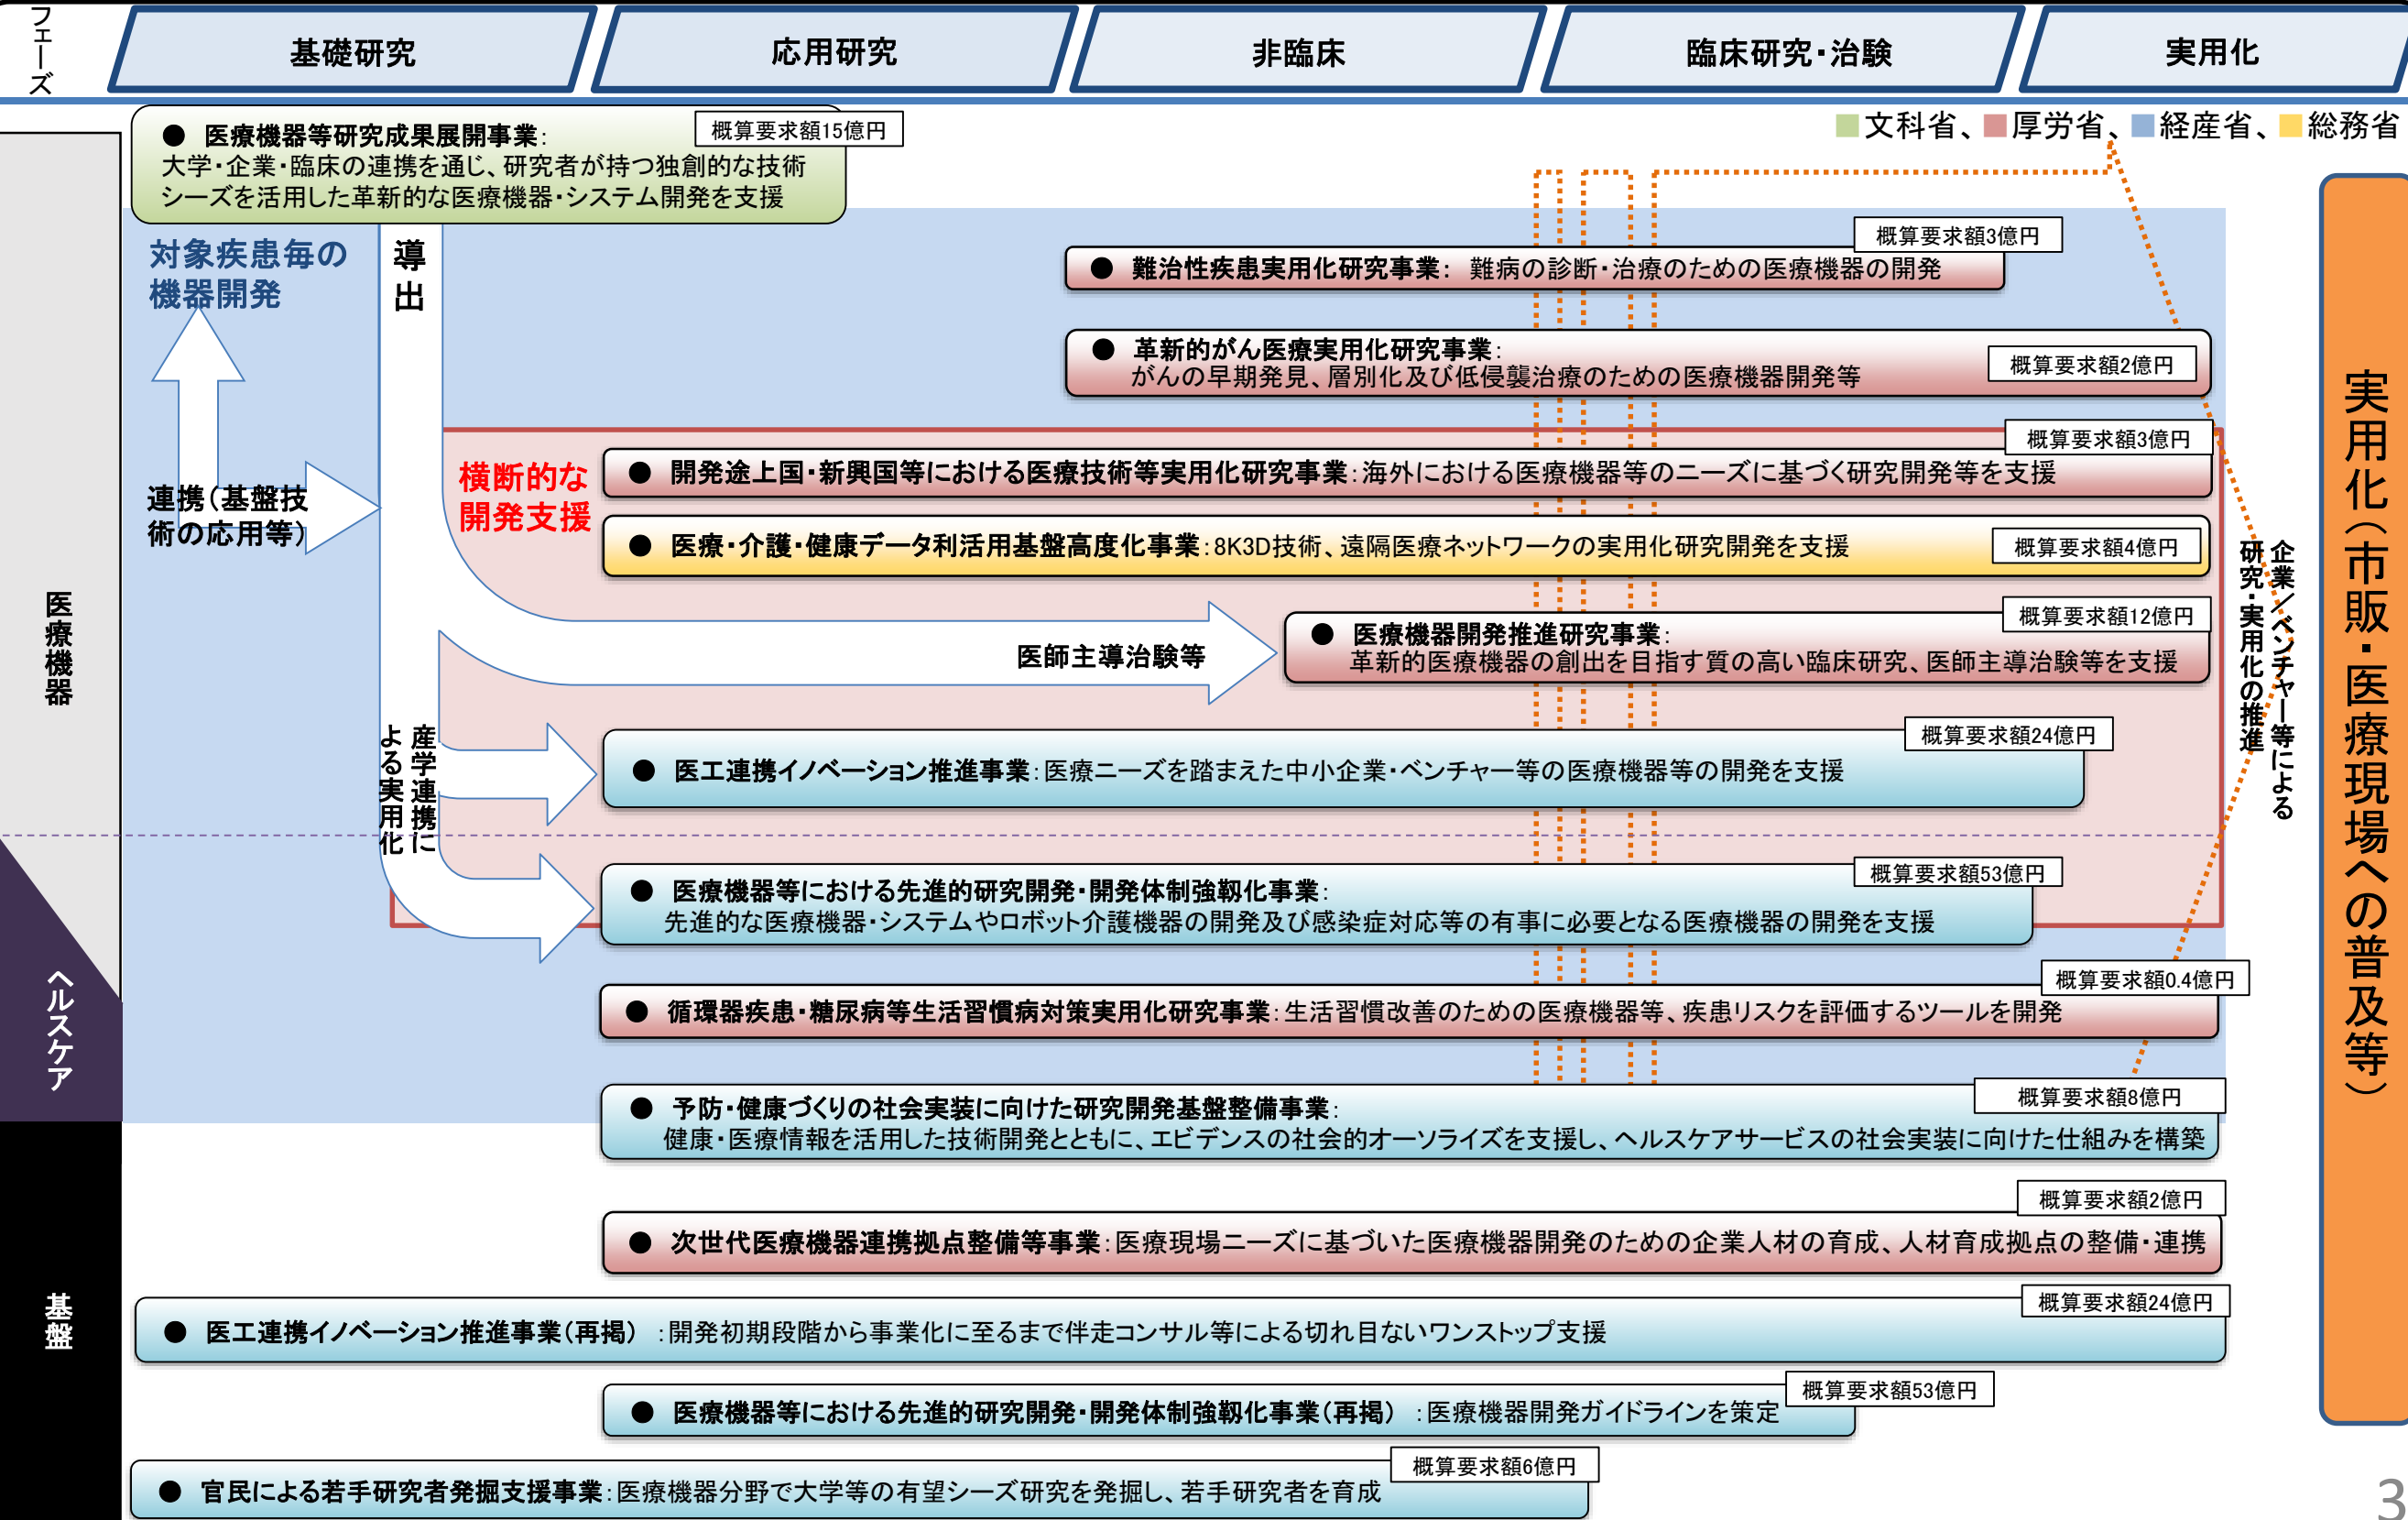 フェーズ
基礎研究
応用研究
非臨床
臨床研究・治験
実用化
文科省、厚労省、経産省、総務省
● 医療機器等研究成果展開事業:
概算要求額15億円
大学・企業・臨床の連携を通じ、研究者が持つ独創的な技術
シーズを活用した革新的な医療機器・システム開発を支援
対象疾患毎の
機器開発
導出
概算要求額3億円
● 難治性疾患実用化研究事業： 難病の診断・治療のための医療機器の開発
● 革新的がん医療実用化研究事業：
がんの早期発見、層別化及び低侵襲治療のための医療機器開発等
概算要求額2億円
連携（基盤技
術の応用等）
横断的な
開発支援
概算要求額3億円
● 開発途上国・新興国等における医療技術等実用化研究事業：海外における医療機器等のニーズに基づく研究開発等を支援
● 医療・介護・健康データ利活用基盤高度化事業：8K3D技術、遠隔医療ネットワークの実用化研究開発を支援
概算要求額4億円
医師主導治験等
概算要求額12億円
● 医療機器開発推進研究事業：
革新的医療機器の創出を目指す質の高い臨床研究、医師主導治験等を支援
産学連携に
よる実用化
概算要求額24億円
● 医工連携イノベーション推進事業：医療ニーズを踏まえた中小企業・ベンチャー等の医療機器等の開発を支援
概算要求額53億円
● 医療機器等における先進的研究開発・開発体制強靱化事業：
先進的な医療機器・システムやロボット介護機器の開発及び感染症対応等の有事に必要となる医療機器の開発を支援
概算要求額0.4億円
● 循環器疾患・糖尿病等生活習慣病対策実用化研究事業：生活習慣改善のための医療機器等、疾患リスクを評価するツールを開発
概算要求額8億円
● 予防・健康づくりの社会実装に向けた研究開発基盤整備事業：
健康・医療情報を活用した技術開発とともに、エビデンスの社会的オーソライズを支援し、ヘルスケアサービスの社会実装に向けた仕組みを構築
概算要求額2億円
● 次世代医療機器連携拠点整備等事業：医療現場ニーズに基づいた医療機器開発のための企業人材の育成、人材育成拠点の整備・連携
概算要求額24億円
● 医工連携イノベーション推進事業（再掲）：開発初期段階から事業化に至るまで伴走コンサル等による切れ目ないワンストップ支援
概算要求額53億円
● 医療機器等における先進的研究開発・開発体制強靱化事業（再掲）：医療機器開発ガイドラインを策定
概算要求額6億円
● 官民による若手研究者発掘支援事業：医療機器分野で大学等の有望シーズ研究を発掘し、若手研究者を育成
医療機器
ヘルスケア
基盤
企業／ベンチャー等による
研究・実用化の推進
実用化（市販・医療現場への普及等）
3